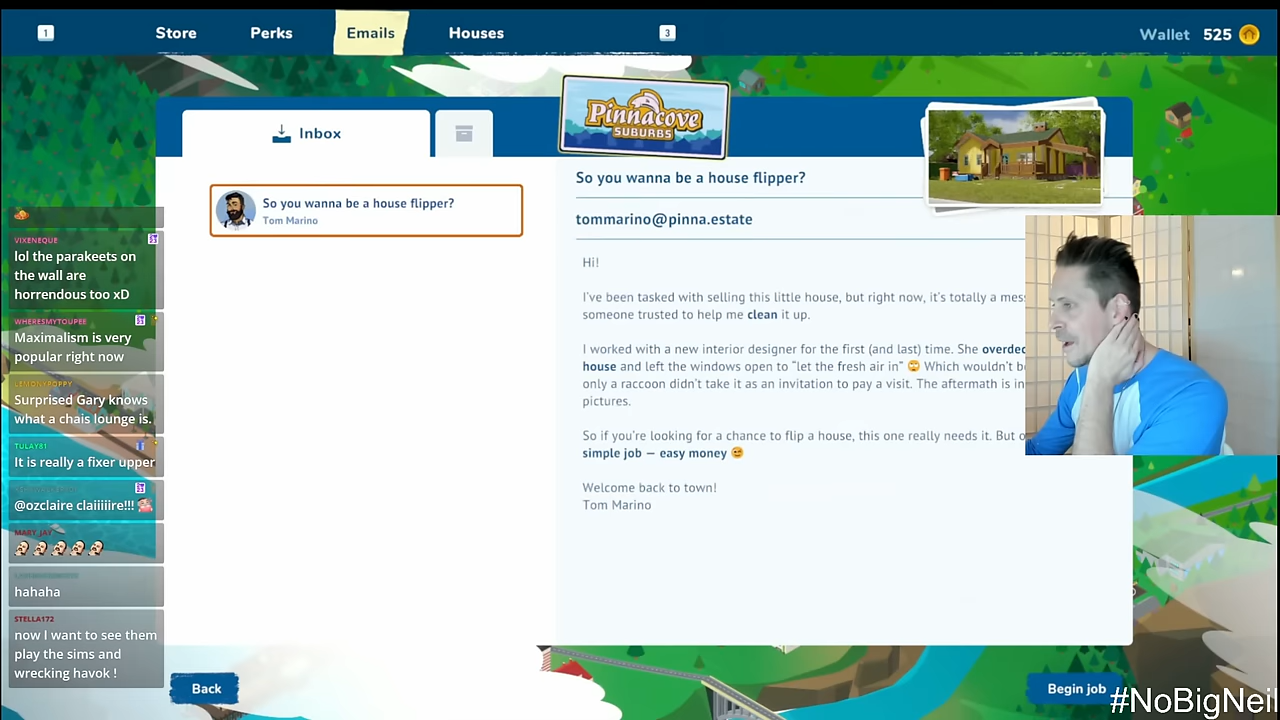 1
Store
Perks
Emails
Houses
3
Wallet 525
Inbox
Pinnacove
SUBURBS
So you wanna be a house flipper?
Tom Marino
So you wanna be a house flipper?
tommarino@pinna.estate
Hi!
I've been tasked with selling this little house, but right now, it's totally a
someone trusted to help me clean it up.
I worked with a new interior designer for the first (and last) time. She
house and left the windows open to “let the fresh air in” 🙄 Which wouldn't
only a raccoon didn't take it as an invitation to pay a visit. The aftermath is in
pictures.
So if you're looking for a chance to flip a house, this one really needs it. But
simple job — easy money 😉
Welcome back to town!
Tom Marino
VIXENEQUE
lol the parakeets on
the wall are
horrendous too xD
WHERESMYTOUPEE
Maximalism is very
popular right now
LEMONYPOPPY
Surprised Gary knows
what a chais lounge is.
TULAY81
It is really a fixer upper
@ozclaire claiiiiire!!!
MARY_JAY
hahaha
STELLA172
now I want to see them
play the sims and
wrecking havok !
Back
Begin job
#NoBigNeil